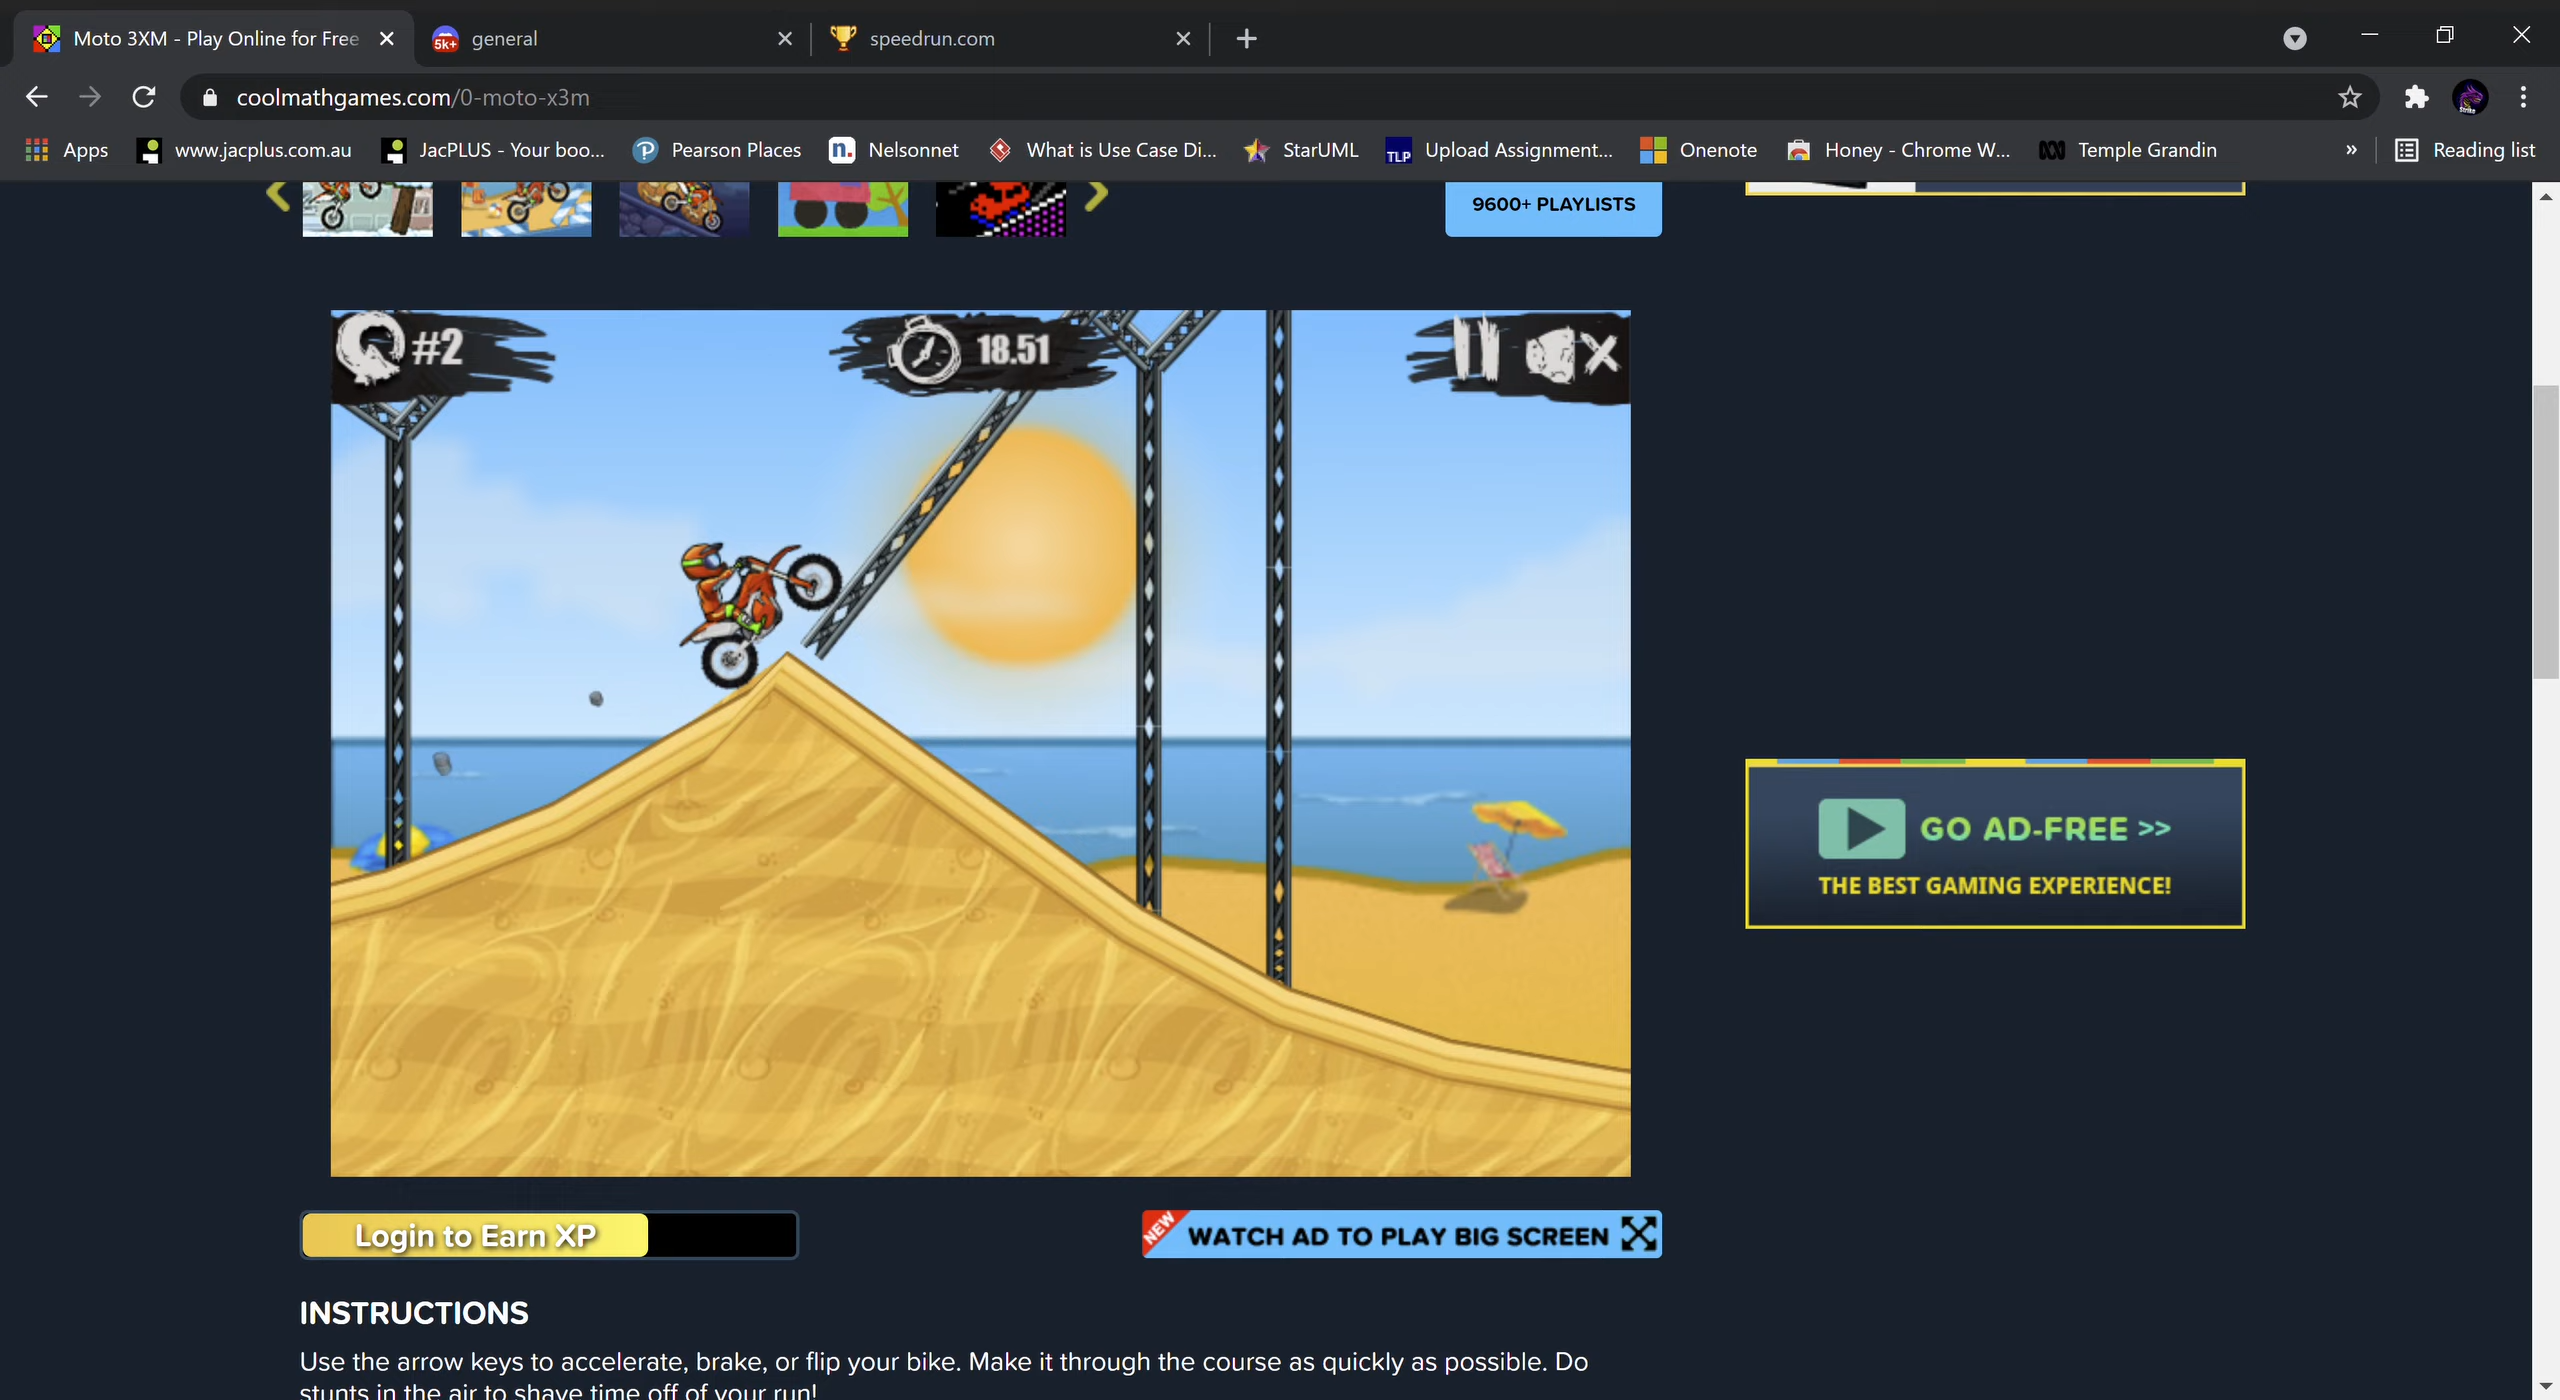 Moto 3XM - Play Online for Free
5k+ general
speedrun.com
coolmathgames.com/0-moto-x3m
Apps
www.jacplus.com.au
JacPLUS - Your boo...
Pearson Places
n. Nelsonnet
What is Use Case Di...
StarUML
TLP Upload Assignment...
Onenote
Honey - Chrome W...
Temple Grandin
»
Reading list
9600+ PLAYLISTS
#2
18.51
GO AD-FREE >>
THE BEST GAMING EXPERIENCE!
Login to Earn XP
NEW WATCH AD TO PLAY BIG SCREEN
INSTRUCTIONS
Use the arrow keys to accelerate, brake, or flip your bike. Make it through the course as quickly as possible. Do
stunts in the air to shave time off of your run!